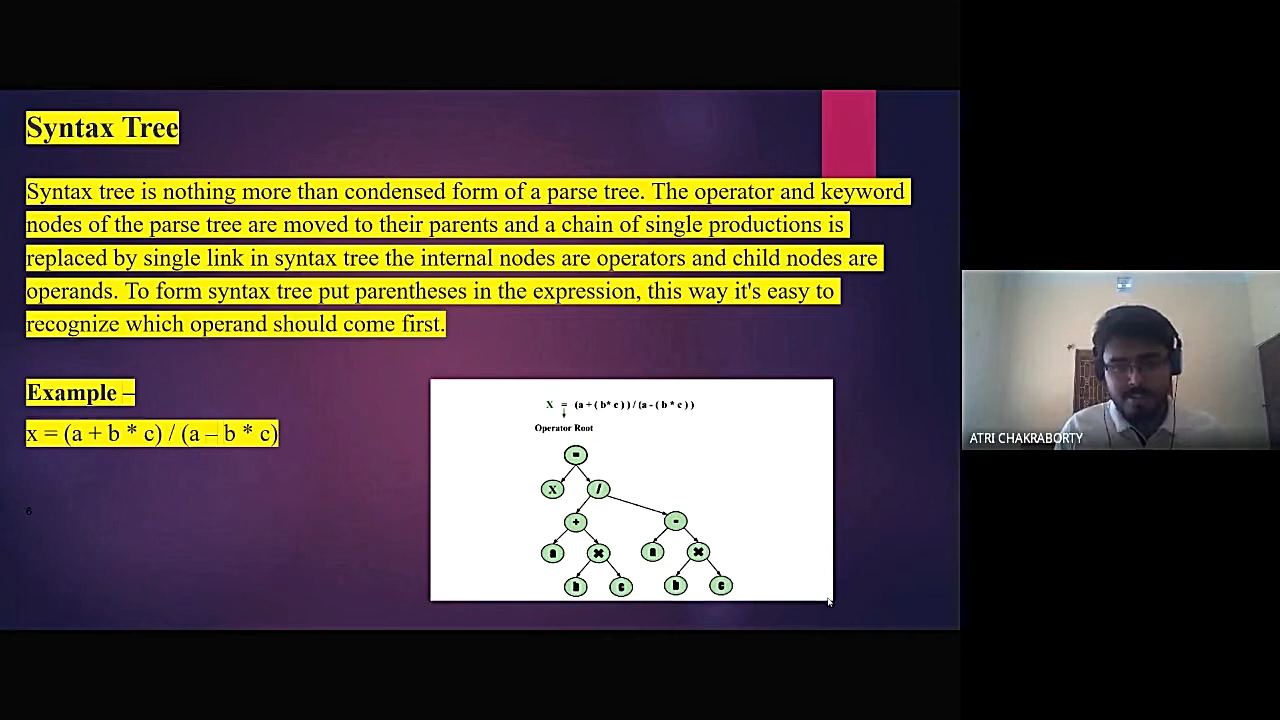 Syntax Tree
Syntax tree is nothing more than condensed form of a parse tree. The operator and keyword
nodes of the parse tree are moved to their parents and a chain of single productions is
replaced by single link in syntax tree the internal nodes are operators and child nodes are
operands. To form syntax tree put parentheses in the expression, this way it's easy to
recognize which operand should come first.
Example –
x = (a + b * c) / (a – b * c)
X = (a + ( b* c ) ) / (a - ( b * c ) )
Operator Root
=
X /
+ -
a × a ×
b c b c
6
ATRI CHAKRABORTY